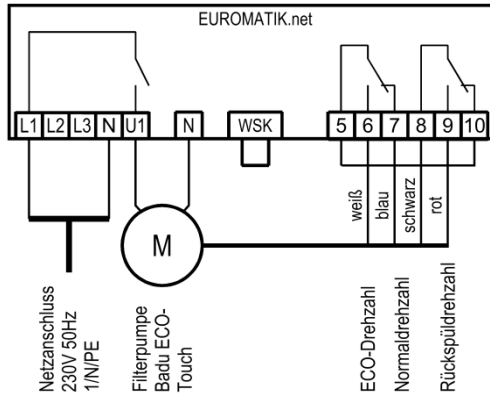 EUROMATIK.net
L1 L2 L3 N U1 N WSK 5 6 7 8 9 10
weiß
blau
schwarz
rot
M
Netzanschluss
230V 50Hz
1/N/PE
Filterpumpe
Badu ECO-
Touch
ECO-Drehzahl
Normaldrehzahl
Rückspüldrehzahl